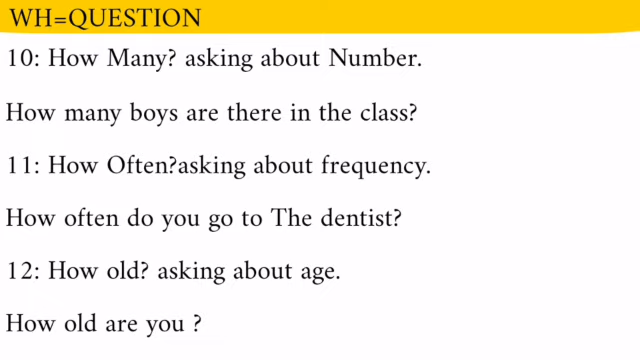 WH=QUESTION
10: How Many? asking about Number.
How many boys are there in the class?
11: How Often?asking about frequency.
How often do you go to The dentist?
12: How old? asking about age.
How old are you ?